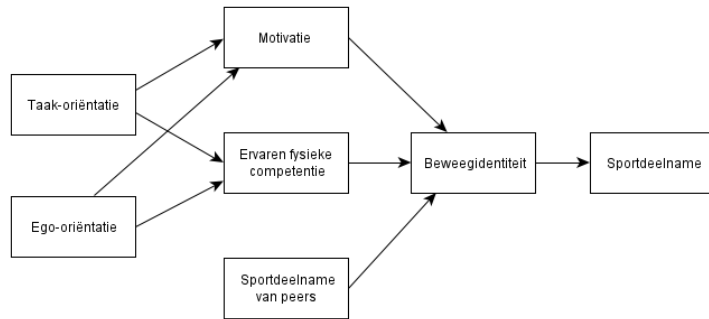 Motivatie
Taak-oriëntatie
Ervaren fysieke
competentie
Beweegidentiteit
Sportdeelname
Ego-oriëntatie
Sportdeelname
van peers